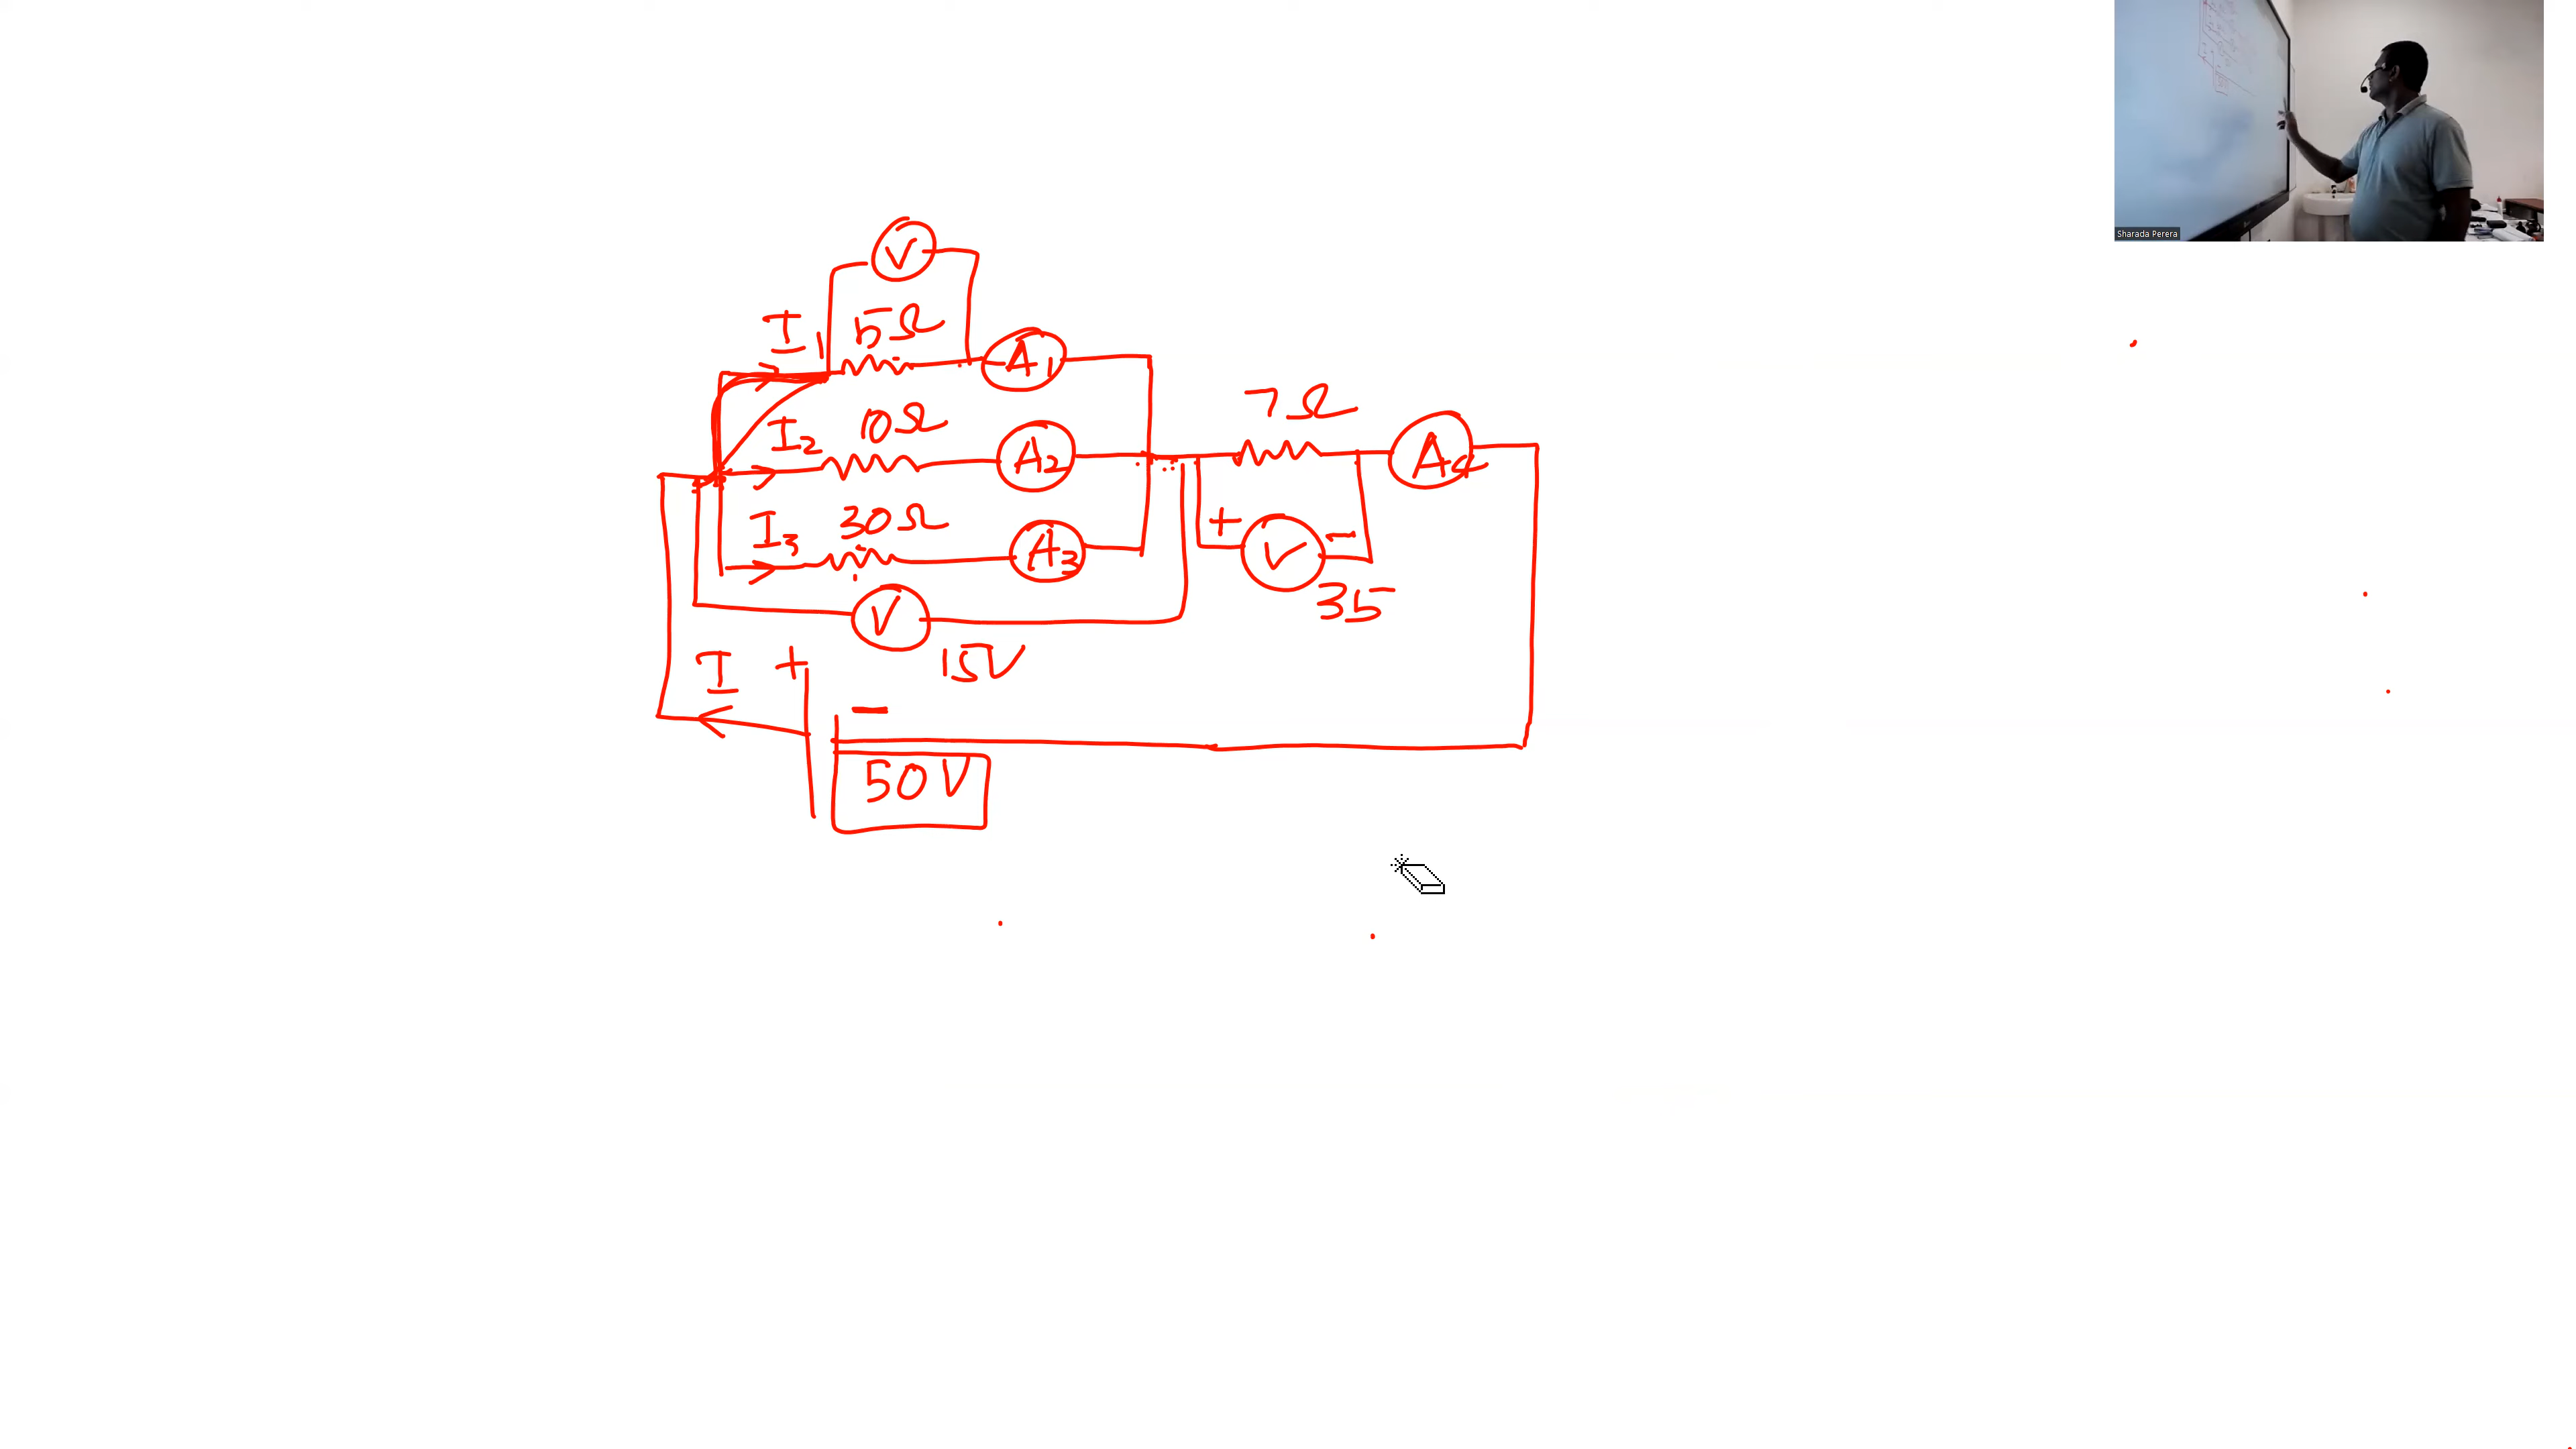 Sharada Perera
V
I1 5Ω
A1
I2 10Ω A2
7Ω A4
I3 30Ω A3
+ V -
35
V
15V
I + -
50V